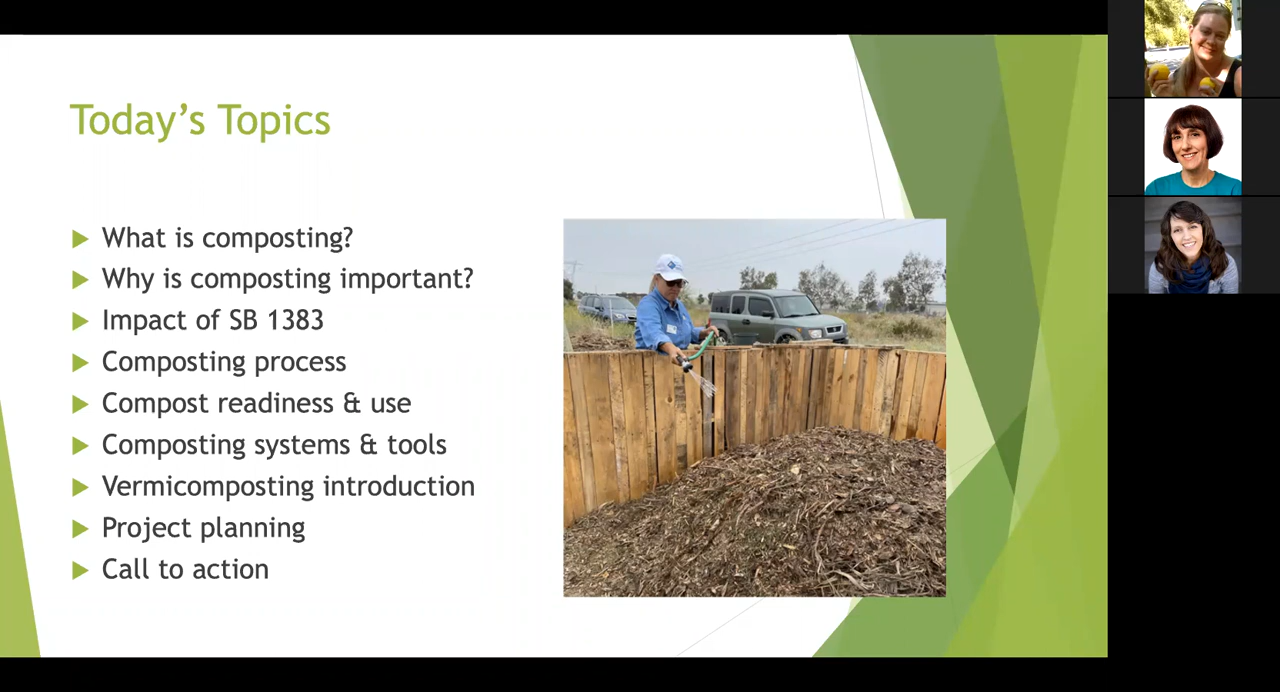 Today's Topics
What is composting?
Why is composting important?
Impact of SB 1383
Composting process
Compost readiness & use
Composting systems & tools
Vermicomposting introduction
Project planning
Call to action